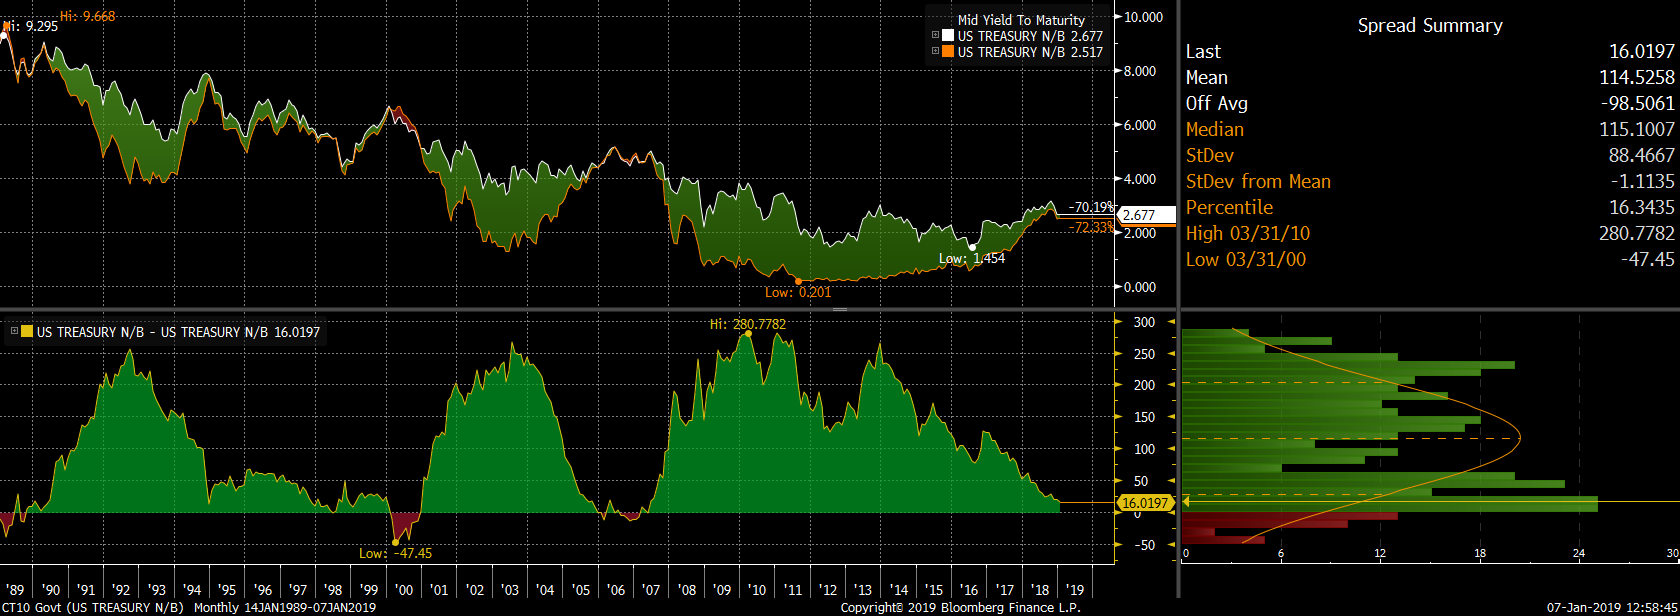 Hi: 9.668
Hi: 9.295
Mid Yield To Maturity
US TREASURY N/B 2.677
US TREASURY N/B 2.517
10.000
8.000
6.000
4.000
-70.19%
2.677
-72.33%
2.000
Low: 1.454
0.000
Low: 0.201
Spread Summary
Last 16.0197
Mean 114.5258
Off Avg -98.5061
Median 115.1007
StDev 88.4667
StDev from Mean -1.1135
Percentile 16.3435
High 03/31/10 280.7782
Low 03/31/00 -47.45
US TREASURY N/B - US TREASURY N/B 16.0197
Hi: 280.7782
300
250
200
150
100
50
16.0197
0
-50
Low: -47.45
0 6 12 18 24 30
'89 '90 '91 '92 '93 '94 '95 '96 '97 '98 '99 '00 '01 '02 '03 '04 '05 '06 '07 '08 '09 '10 '11 '12 '13 '14 '15 '16 '17 '18 '19
CT10 Govt (US TREASURY N/B) Monthly 14JAN1989-07JAN2019 Copyright© 2019 Bloomberg Finance L.P. 07-Jan-2019 12:58:45